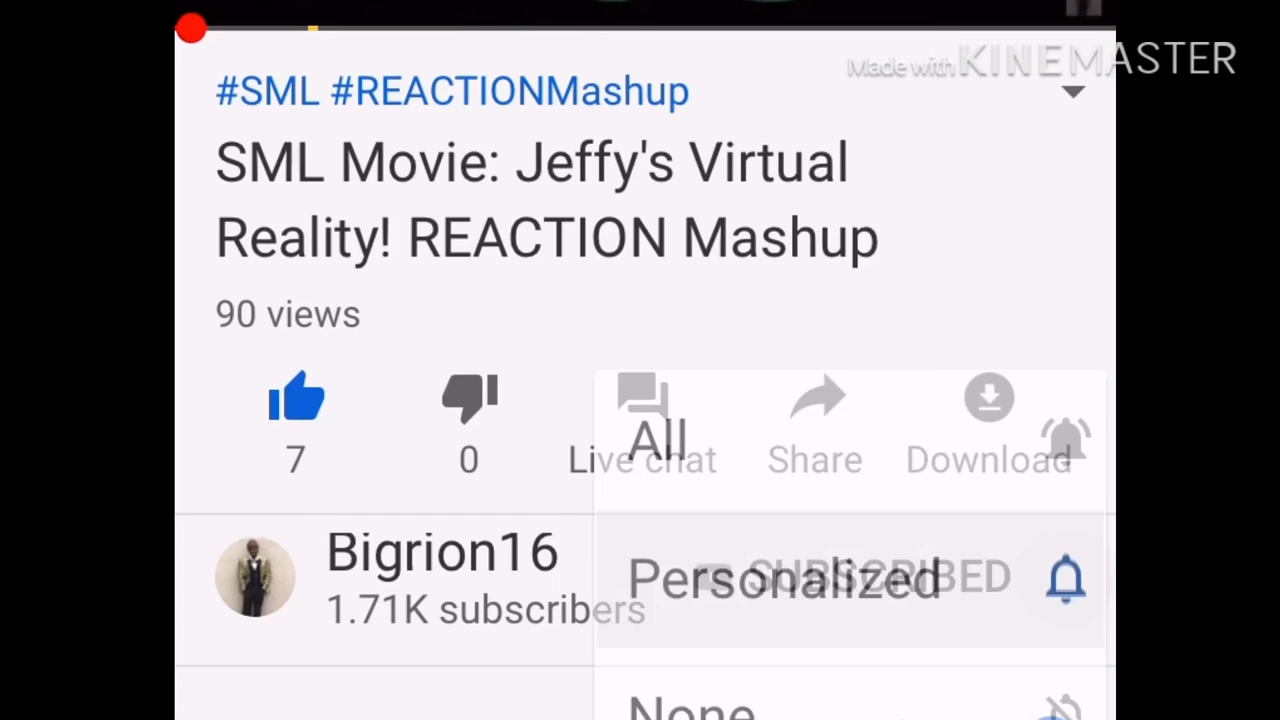 Made with KINEMASTER
#SML #REACTIONMashup
SML Movie: Jeffy's Virtual
Reality! REACTION Mashup
90 views
7
0
Live chat
Share
Download
All
Bigrion16
1.71K subscribers
SUBSCRIBED
Personalized
None